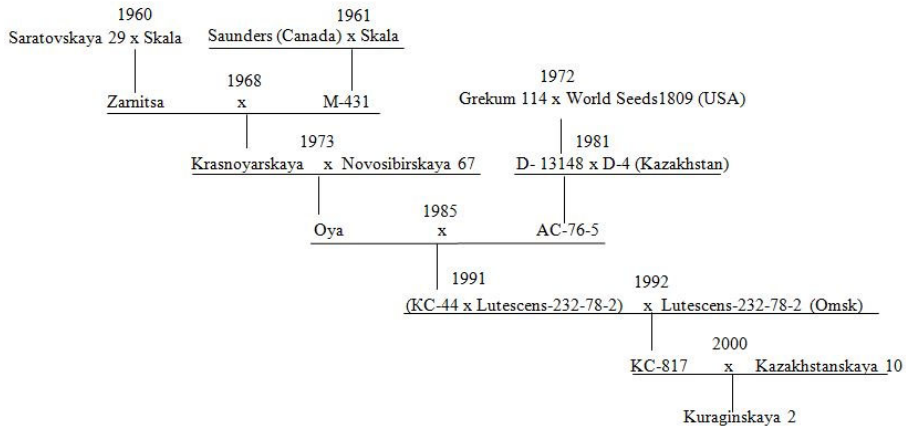 1960
1961
Saratovskaya 29 x Skala
Saunders (Canada) x Skala
1968
1972
Zarnitsa x M-431
Grekum 114 x World Seeds1809 (USA)
1973
1981
Krasnoyarskaya x Novosibirskaya 67
D- 13148 x D-4 (Kazakhstan)
1985
Oya x AC-76-5
1991
1992
(KC-44 x Lutescens-232-78-2) x Lutescens-232-78-2 (Omsk)
2000
KC-817 x Kazakhstanskaya 10
Kuraginskaya 2